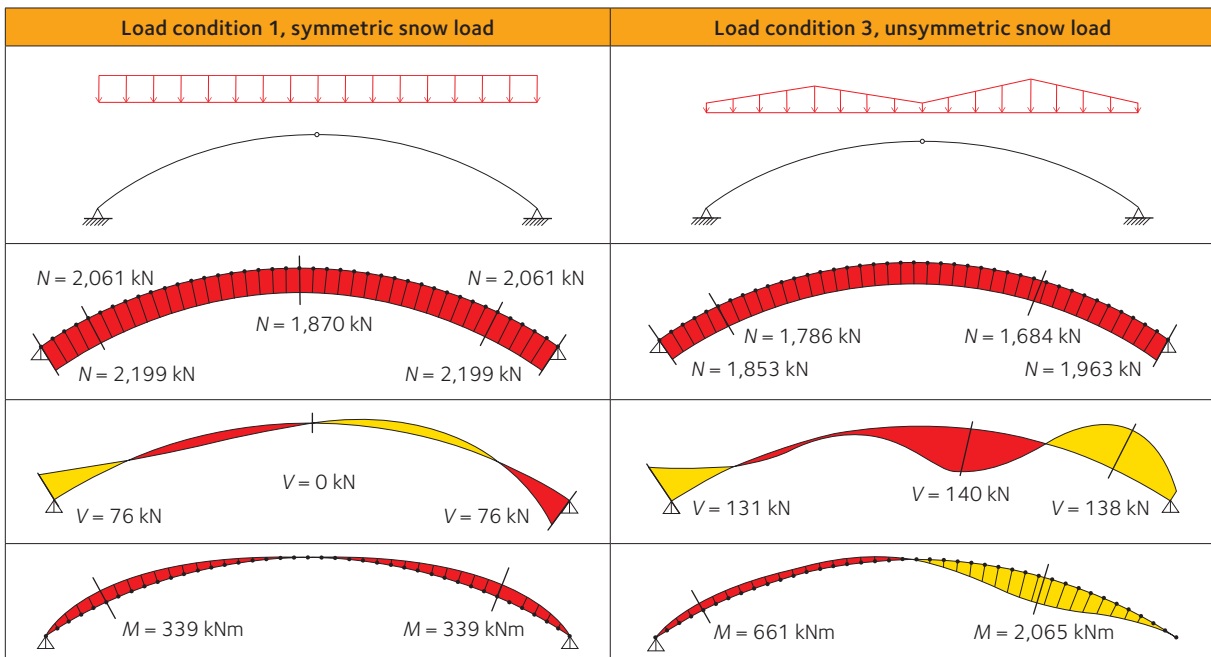 Load condition 1, symmetric snow load
Load condition 3, unsymmetric snow load
N = 2,061 kN
N = 2,061 kN
N = 1,870 kN
N = 2,199 kN
N = 2,199 kN
N = 1,786 kN
N = 1,684 kN
N = 1,853 kN
N = 1,963 kN
V = 0 kN
V = 76 kN
V = 76 kN
V = 140 kN
V = 131 kN
V = 138 kN
M = 339 kNm
M = 339 kNm
M = 661 kNm
M = 2,065 kNm